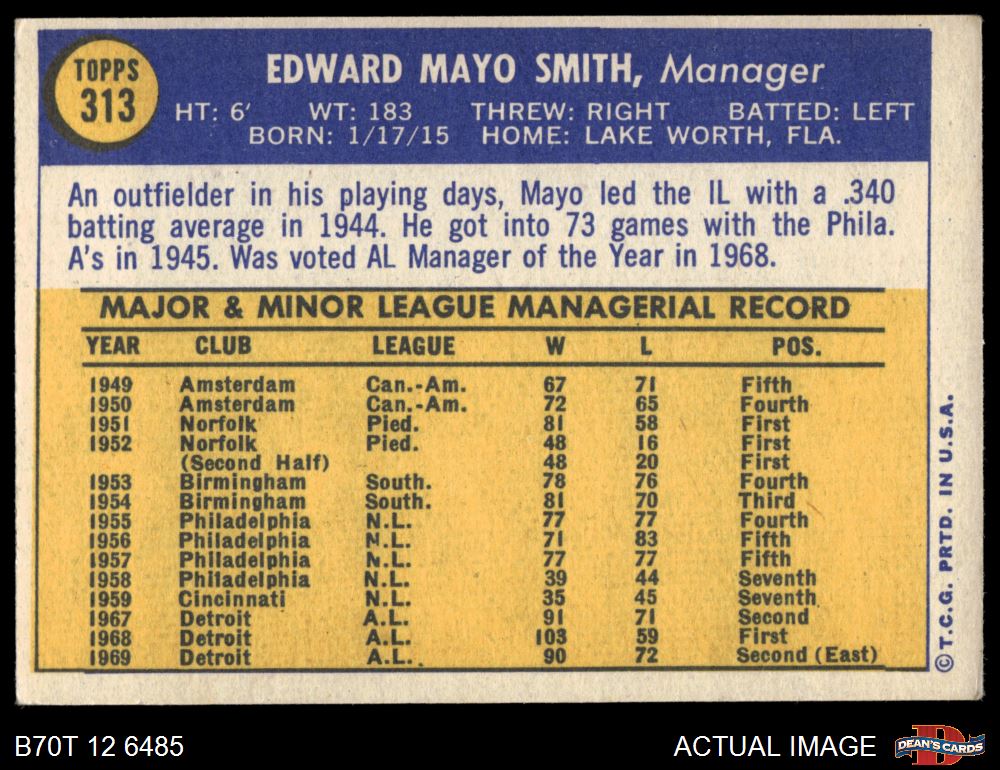 TOPPS
313
EDWARD MAYO SMITH, Manager
HT: 6' WT: 183 THREW: RIGHT BATTED: LEFT
BORN: 1/17/15 HOME: LAKE WORTH, FLA.
An outfielder in his playing days, Mayo led the IL with a .340
batting average in 1944. He got into 73 games with the Phila.
A's in 1945. Was voted AL Manager of the Year in 1968.
MAJOR & MINOR LEAGUE MANAGERIAL RECORD
YEAR CLUB LEAGUE W L POS.
1949 Amsterdam Can.-Am. 67 71 Fifth
1950 Amsterdam Can.-Am. 72 65 Fourth
1951 Norfolk Pied. 81 58 First
1952 Norfolk Pied. 48 16 First
(Second Half) 48 20 First
1953 Birmingham South. 78 76 Fourth
1954 Birmingham South. 81 70 Third
1955 Philadelphia N.L. 77 77 Fourth
1956 Philadelphia N.L. 71 83 Fifth
1957 Philadelphia N.L. 77 77 Fifth
1958 Philadelphia N.L. 39 44 Seventh
1959 Cincinnati N.L. 35 45 Seventh
1967 Detroit A.L. 91 71 Second
1968 Detroit A.L. 103 59 First
1969 Detroit A.L. 90 72 Second (East)
© T.C.G. PRTD. IN U.S.A.
B70T 12 6485
ACTUAL IMAGE
D
DEAN'S CARDS